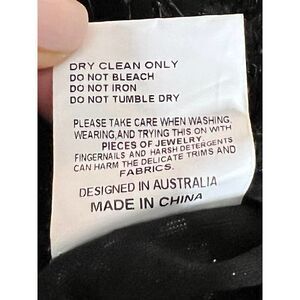 DRY CLEAN ONLY
DO NOT BLEACH
DO NOT IRON
DO NOT TUMBLE DRY
PLEASE TAKE CARE WHEN WASHING,
WEARING,AND TRYING THIS ON WITH
PIECES OF JEWELRY.
FINGERNAILS AND HARSH DETERGENTS
CAN HARM THE DELICATE TRIMS AND
FABRICS.
DESIGNED IN AUSTRALIA
MADE IN CHINA